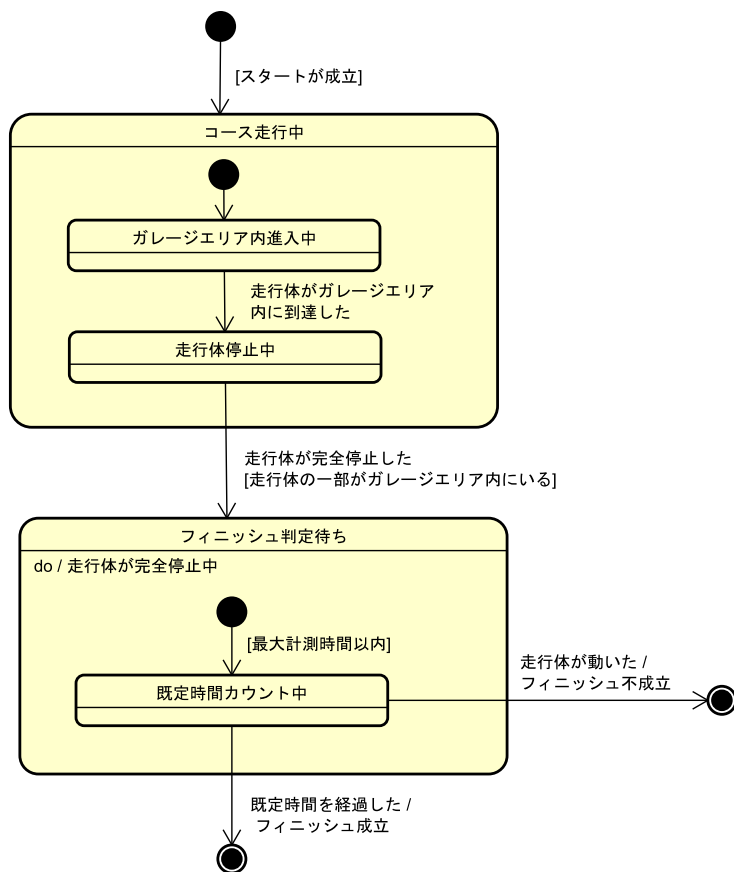 [スタートが成立]
コース走行中
ガレージエリア内進入中
走行体がガレージエリア
内に到達した
走行体停止中
走行体が完全停止した
[走行体の一部がガレージエリア内にいる]
フィニッシュ判定待ち
do / 走行体が完全停止中
[最大計測時間以内]
既定時間カウント中
走行体が動いた /
フィニッシュ不成立
既定時間を経過した /
フィニッシュ成立